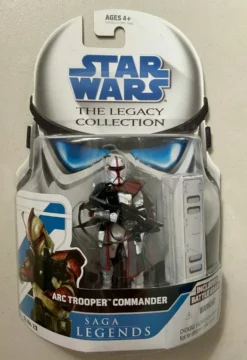 AGES 4+
STAR
WARS
THE LEGACY
COLLECTION
ARC TROOPER COMMANDER
SAGA
LEGENDS